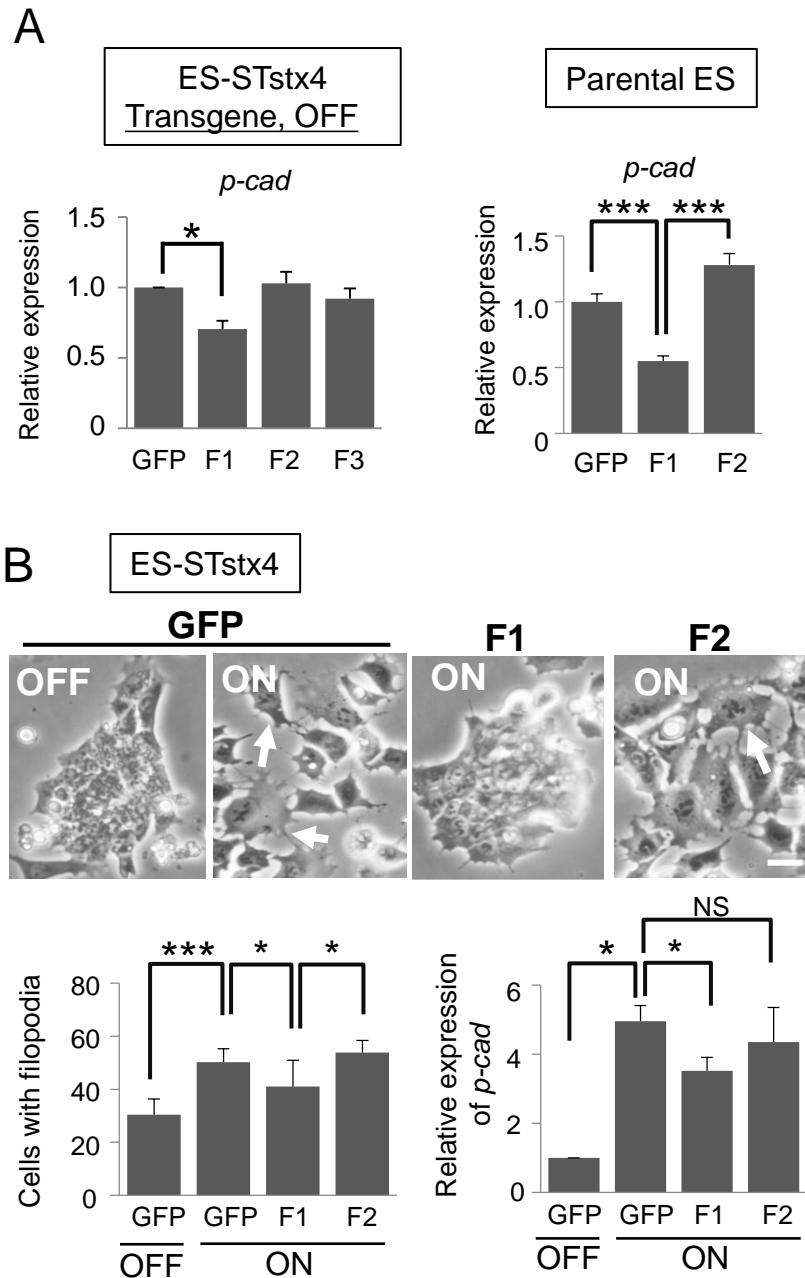 A
ES-STstx4
Transgene, OFF
Parental ES
p-cad
p-cad
Relative expression
1.5
1.0
0.5
0
*
GFP F1 F2 F3
Relative expression
1.5
1.0
0.5
0
*** ***
GFP F1 F2
B
ES-STstx4
GFP
F1
F2
OFF
ON
ON
ON
Cells with filopodia
80
60
40
20
0
*** * *
GFP GFP F1 F2
OFF ON
Relative expression
of p-cad
6
4
2
0
NS
* *
GFP GFP F1 F2
OFF ON